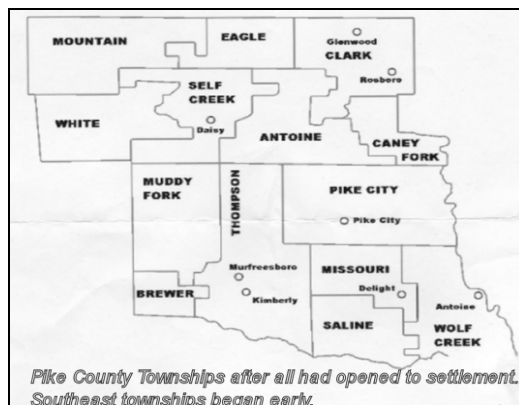 MOUNTAIN
EAGLE
Glenwood
CLARK
Rosboro
SELF
CREEK
Daisy
WHITE
ANTOINE
CANEY
FORK
MUDDY
FORK
THOMPSON
PIKE CITY
Pike City
Murfreesboro
Kimberly
BREWER
MISSOURI
Delight
SALINE
Antoine
WOLF
CREEK
Pike County Townships after all had opened to settlement.
Southeast townships began early.